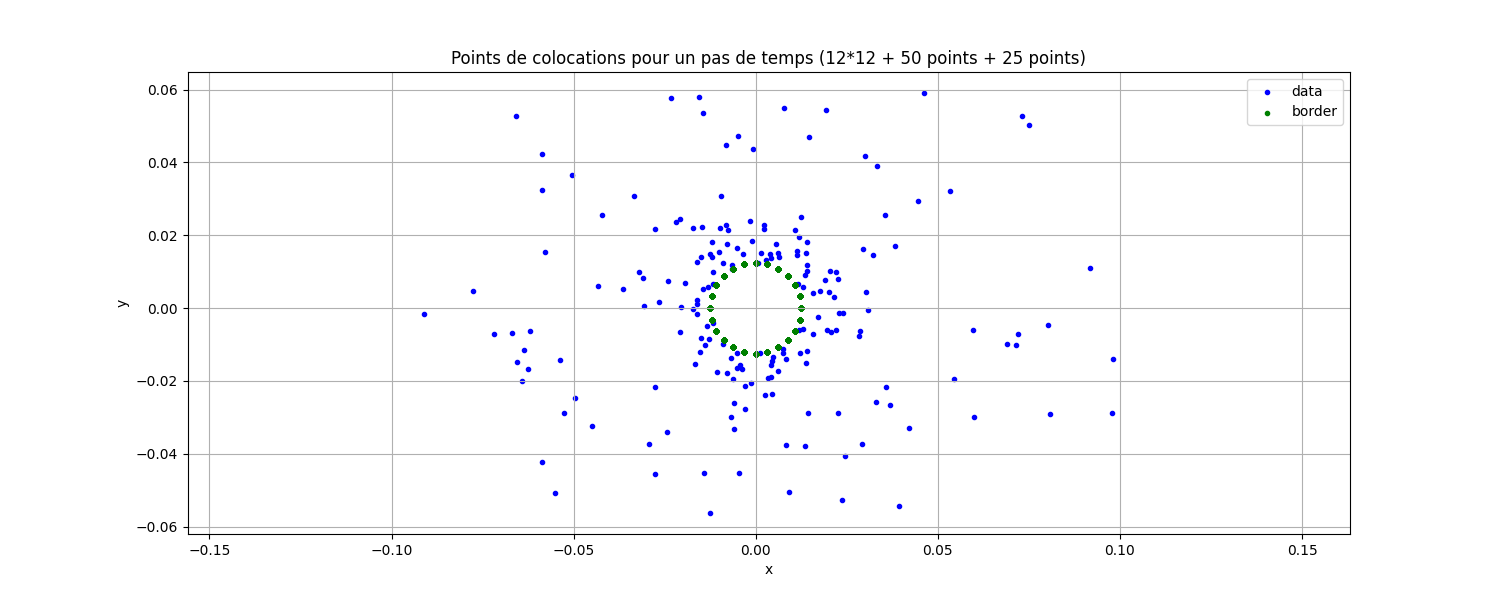 Points de colocations pour un pas de temps (12*12 + 50 points + 25 points)
data
border
0.06
0.04
0.02
0.00
−0.02
−0.04
−0.06
y
−0.15
−0.10
−0.05
0.00
0.05
0.10
0.15
x